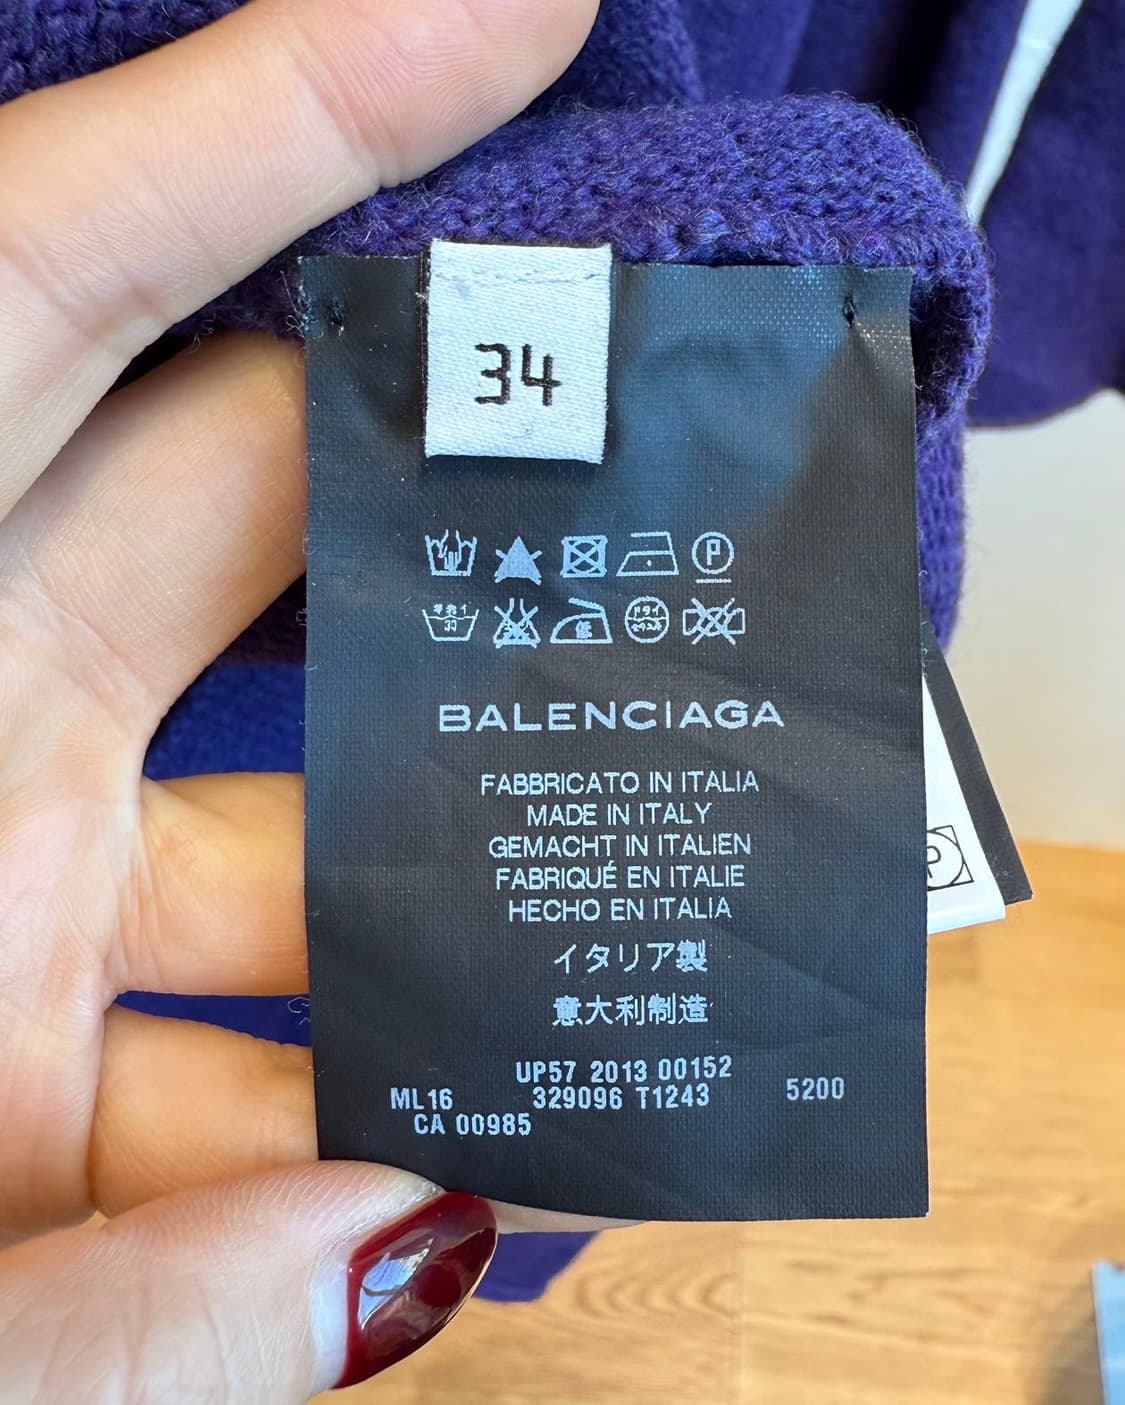 34
P
BALENCIAGA
FABBRICATO IN ITALIA
MADE IN ITALY
GEMACHT IN ITALIEN
FABRIQUÉ EN ITALIE
HECHO EN ITALIA
イタリア製
意大利制造
UP57 2013 00152
ML16 329096 T1243 5200
CA 00985
P